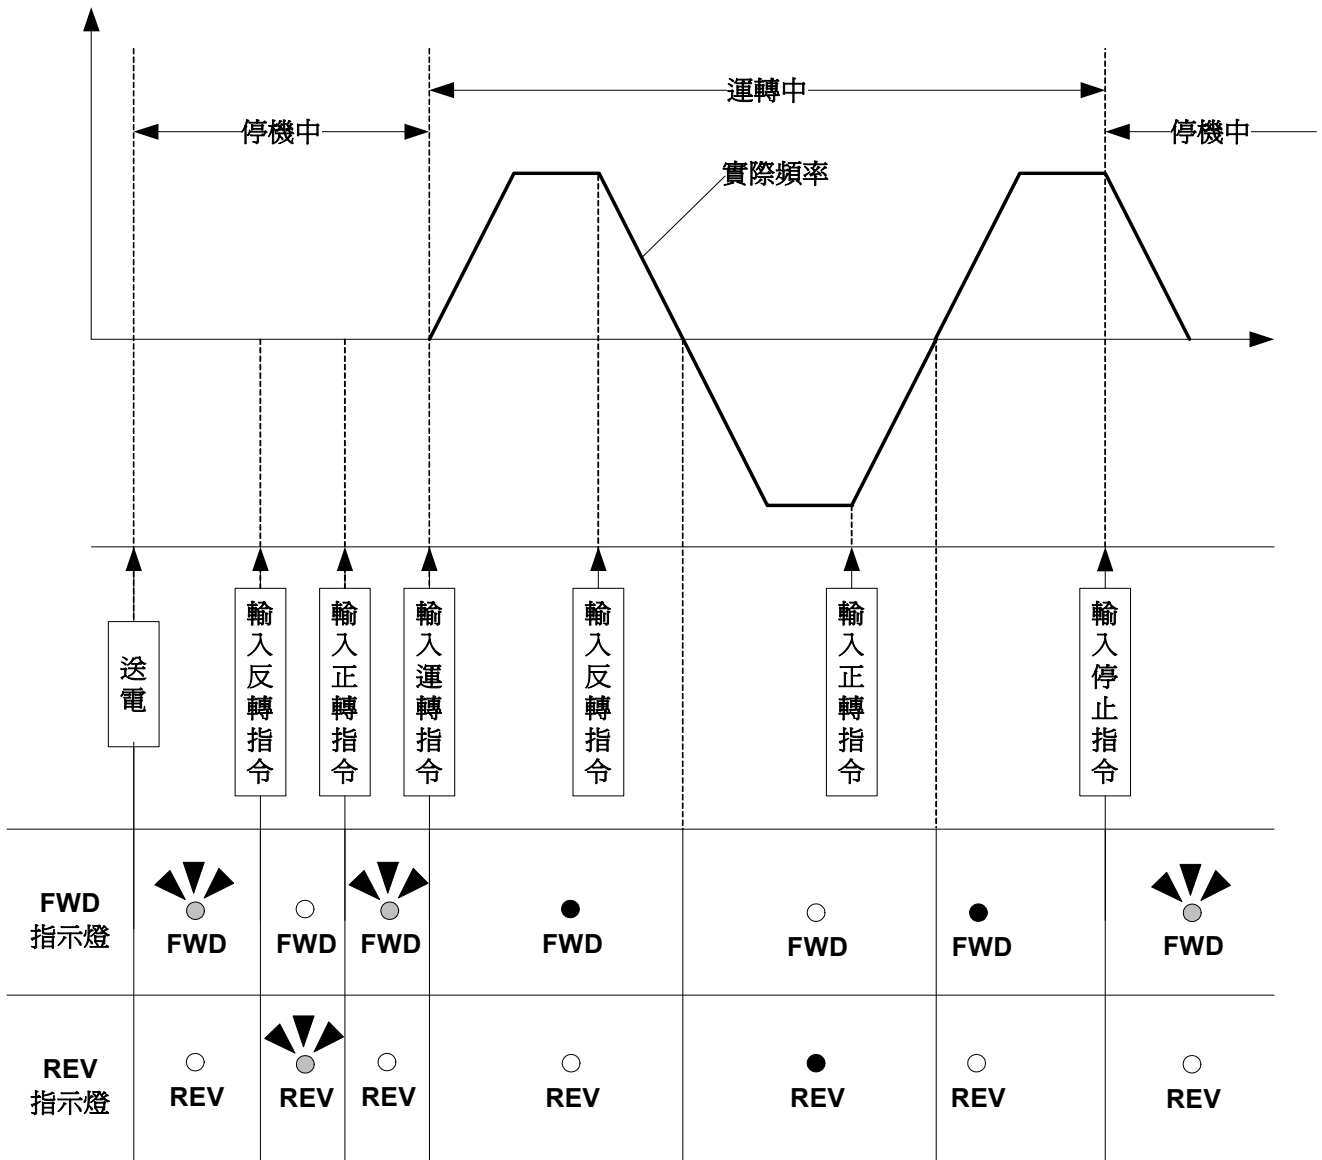 運轉中
停機中
停機中
實際頻率
送電
輸入反轉指令
輸入正轉指令
輸入運轉指令
輸入反轉指令
輸入正轉指令
輸入停止指令
FWD
指示燈
FWD
FWD
FWD
FWD
FWD
FWD
FWD
REV
指示燈
REV
REV
REV
REV
REV
REV
REV